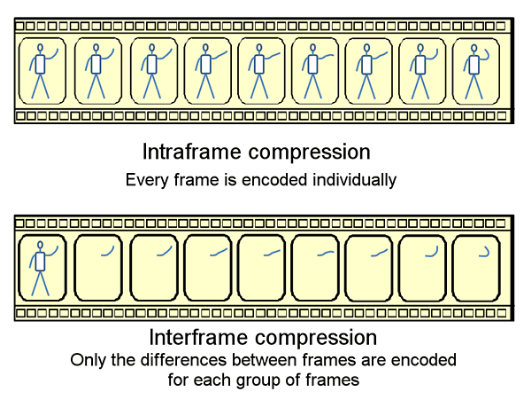 Intraframe compression
Every frame is encoded individually
Interframe compression
Only the differences between frames are encoded
for each group of frames